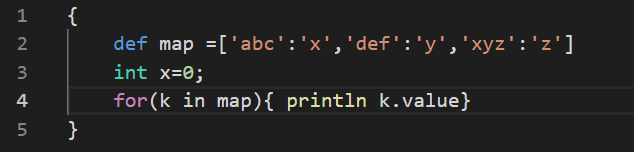 1 {
2 def map =['abc':'x','def':'y','xyz':'z']
3 int x=0;
4 for(k in map){ println k.value}
5 }